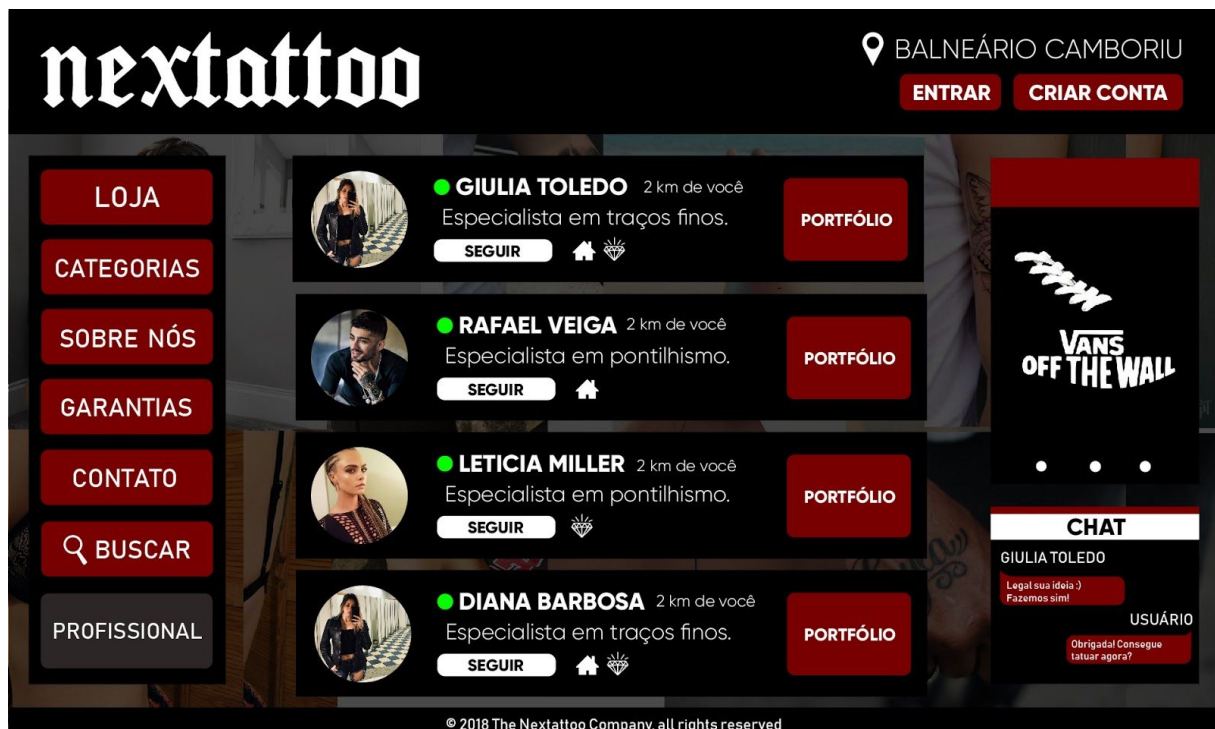 nextattoo
BALNEÁRIO CAMBORIU
ENTRAR
CRIAR CONTA
LOJA
CATEGORIAS
SOBRE NÓS
GARANTIAS
CONTATO
BUSCAR
PROFISSIONAL
GIULIA TOLEDO 2 km de você
Especialista em traços finos.
SEGUIR
PORTFÓLIO
RAFAEL VEIGA 2 km de você
Especialista em pontilhismo.
SEGUIR
PORTFÓLIO
LETICIA MILLER 2 km de você
Especialista em pontilhismo.
SEGUIR
PORTFÓLIO
DIANA BARBOSA 2 km de você
Especialista em traços finos.
SEGUIR
PORTFÓLIO
VANS
OFF THE WALL
CHAT
GIULIA TOLEDO
Legal sua ideia :)
Fazemos sim!
USUÁRIO
Obrigada! Consegue
tatuar agora?
© 2018 The Nextattoo Company, all rights reserved